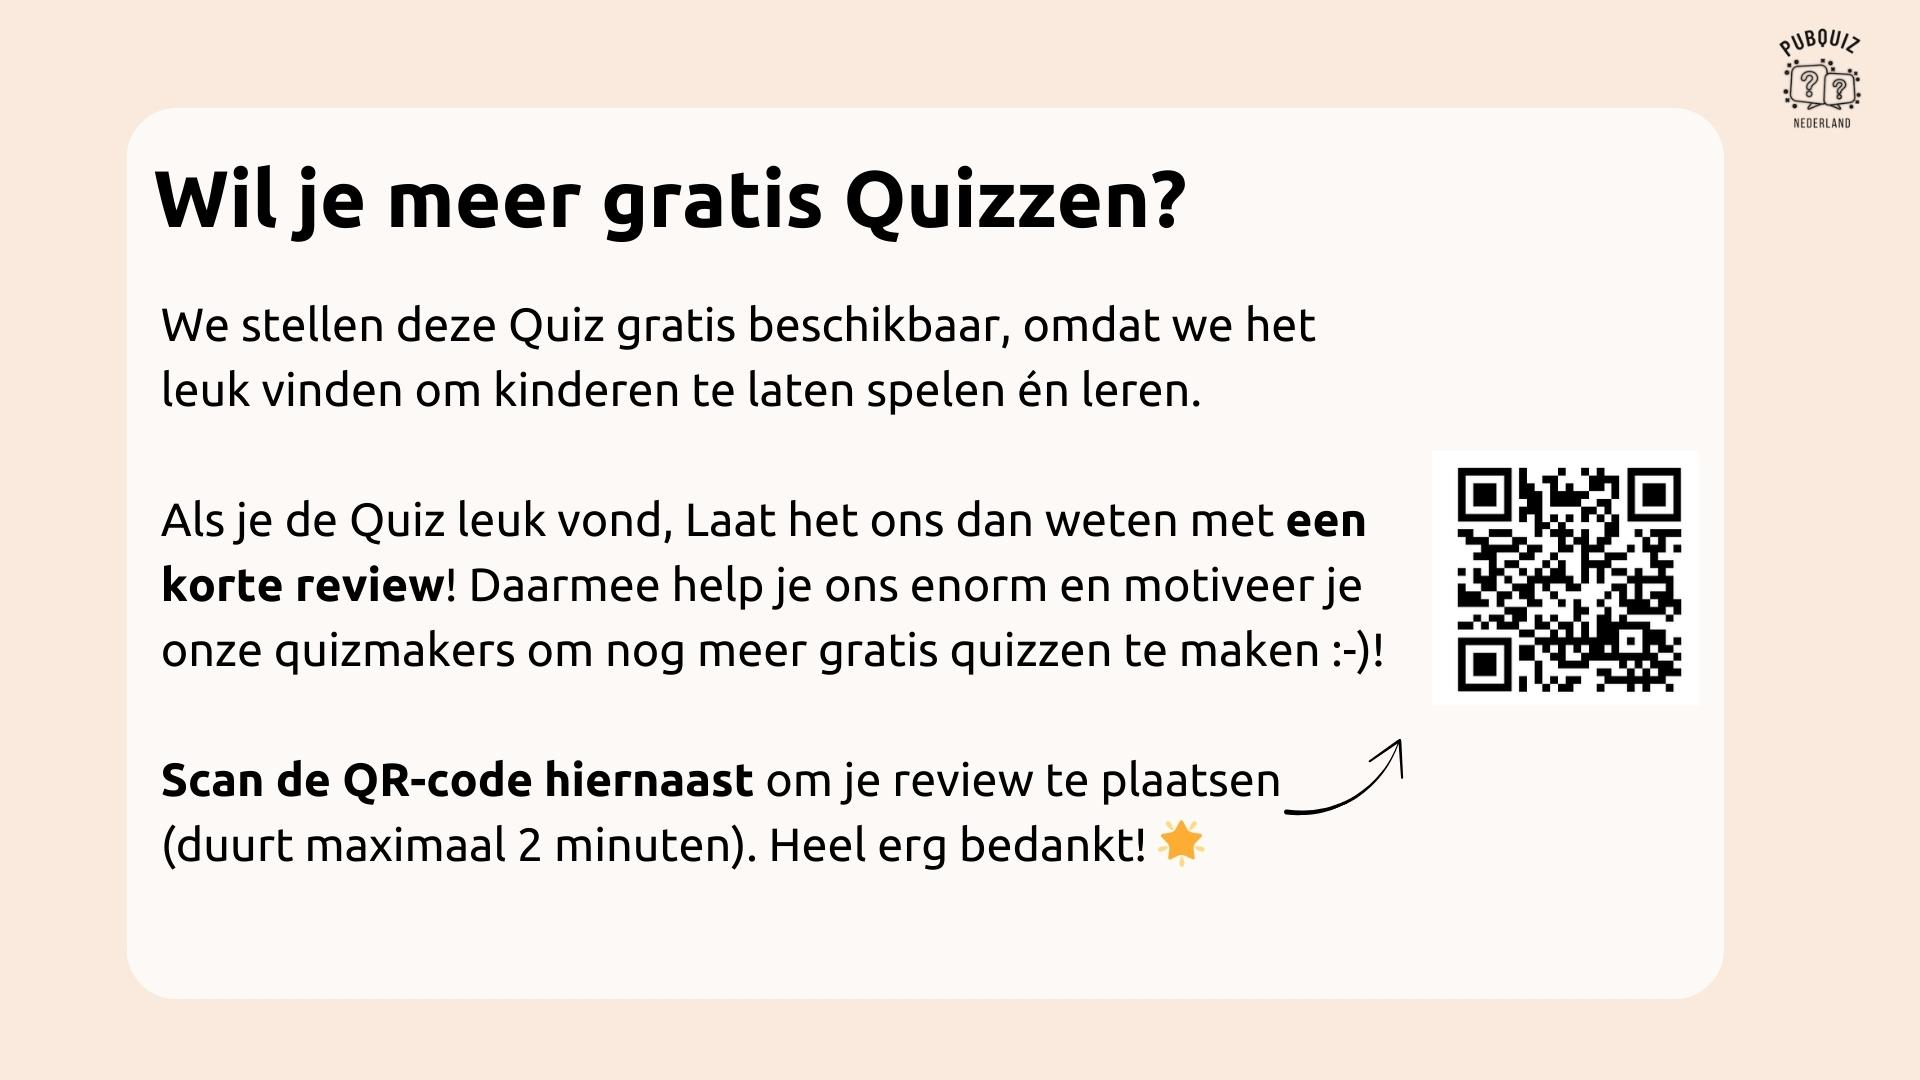 PUBQUIZ
? ?
NEDERLAND
Wil je meer gratis Quizzen?
We stellen deze Quiz gratis beschikbaar, omdat we het
leuk vinden om kinderen te laten spelen én leren.
Als je de Quiz leuk vond, Laat het ons dan weten met een
korte review! Daarmee help je ons enorm en motiveer je
onze quizmakers om nog meer gratis quizzen te maken :-)!
Scan de QR-code hiernaast om je review te plaatsen
(duurt maximaal 2 minuten). Heel erg bedankt! 🌟